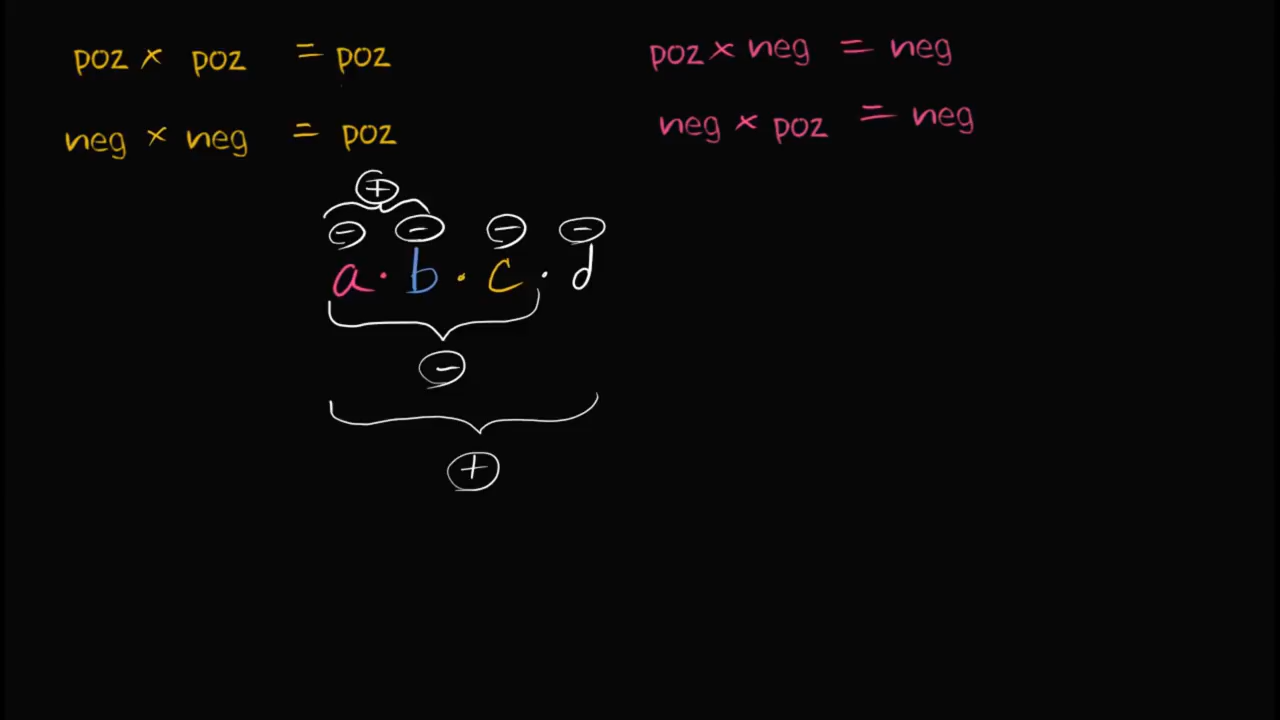 poz × poz = poz
poz × neg = neg
neg × neg = poz
neg × poz = neg
+
− − − −
a · b · c · d
−
+